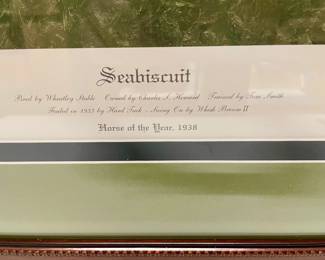 Seabiscuit
Bred by Wheatley Stable Owned by Charles S. Howard Trained by Tom Smith
Foaled in 1933 by Hard Tack - Swing On by Whisk Broom II
Horse of the Year, 1938